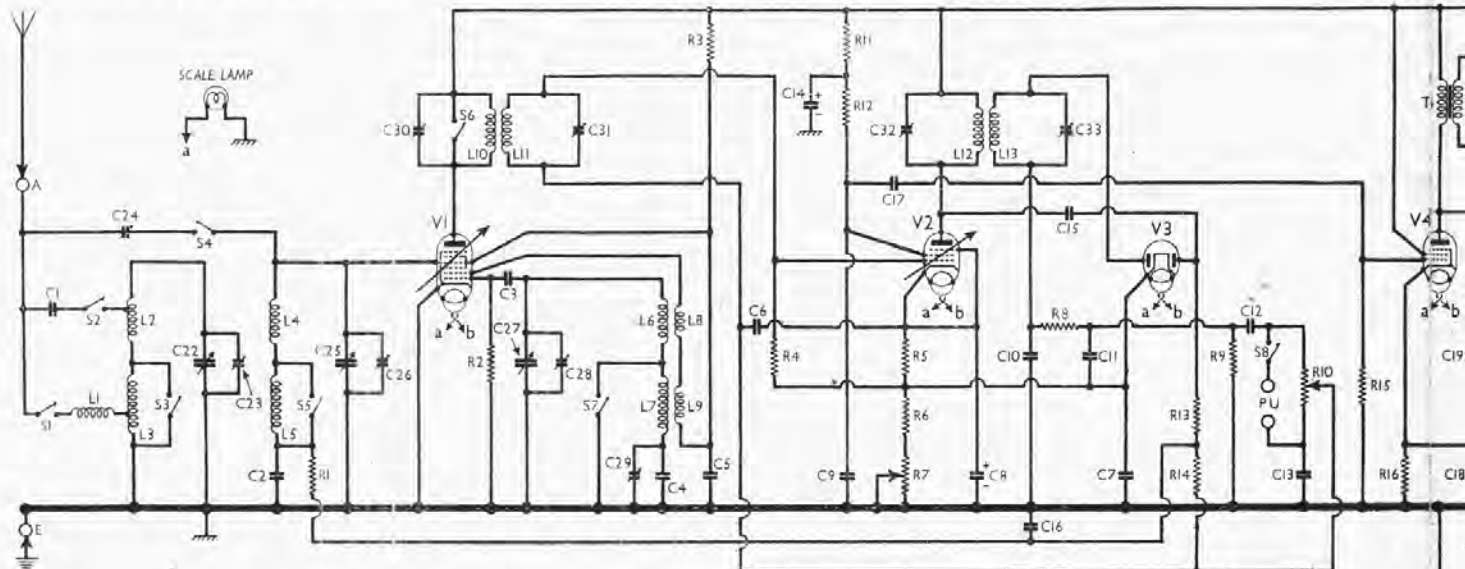 R3
R11
SCALE LAMP
C14
+
-
R12
C30
S6
L10
L11
C31
C32
L12
L13
C33
a
A
C17
C24
S4
V1
V2
C15
V3
V4
T1
C1
S2
L2
L4
C3
a b
L6
L8
C6
a b
R8
a b
C12
a b
C22
C25
C27
R2
R4
R5
C10
C11
R9
S8
R10
C19
L1
S3
C23
S5
C26
C28
S7
L7
L9
R6
R13
PU
R15
S1
L3
L5
C2
R1
C29
C4
C5
C9
R7
+
C8
-
C7
R14
C13
R16
C18
E
C16